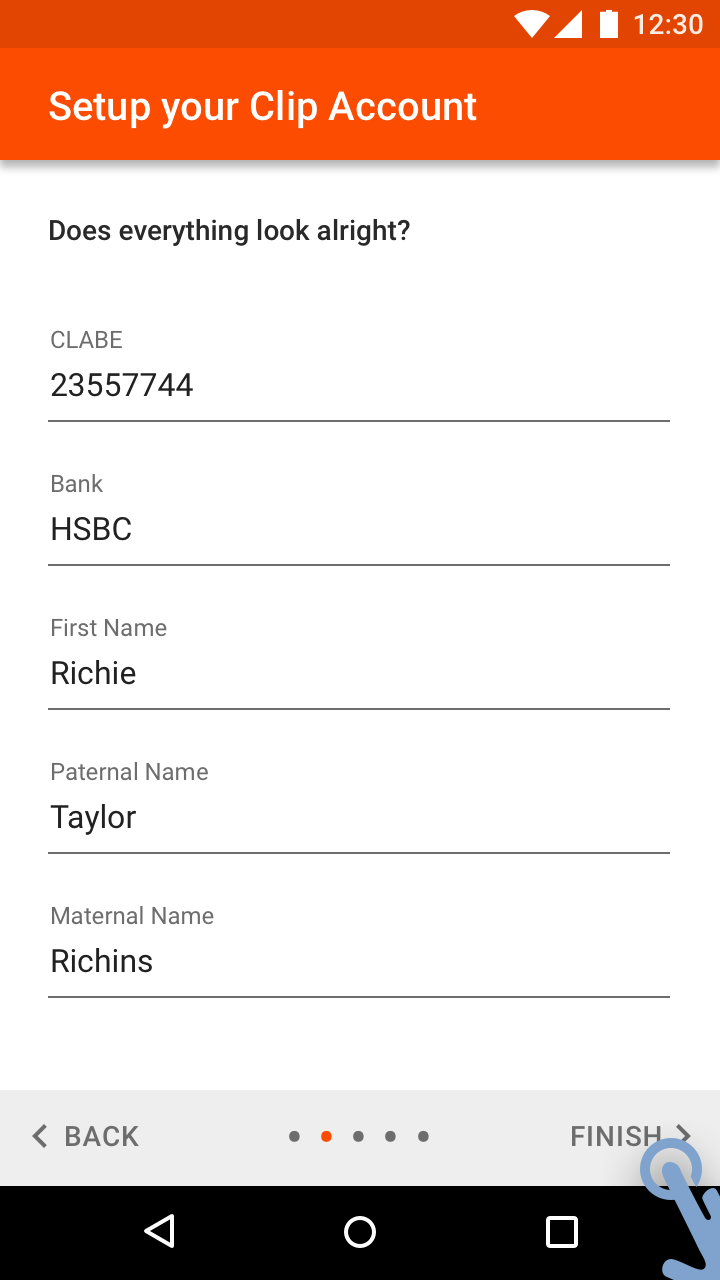 12:30
Setup your Clip Account
Does everything look alright?
CLABE
23557744
Bank
HSBC
First Name
Richie
Paternal Name
Taylor
Maternal Name
Richins
BACK
FINISH